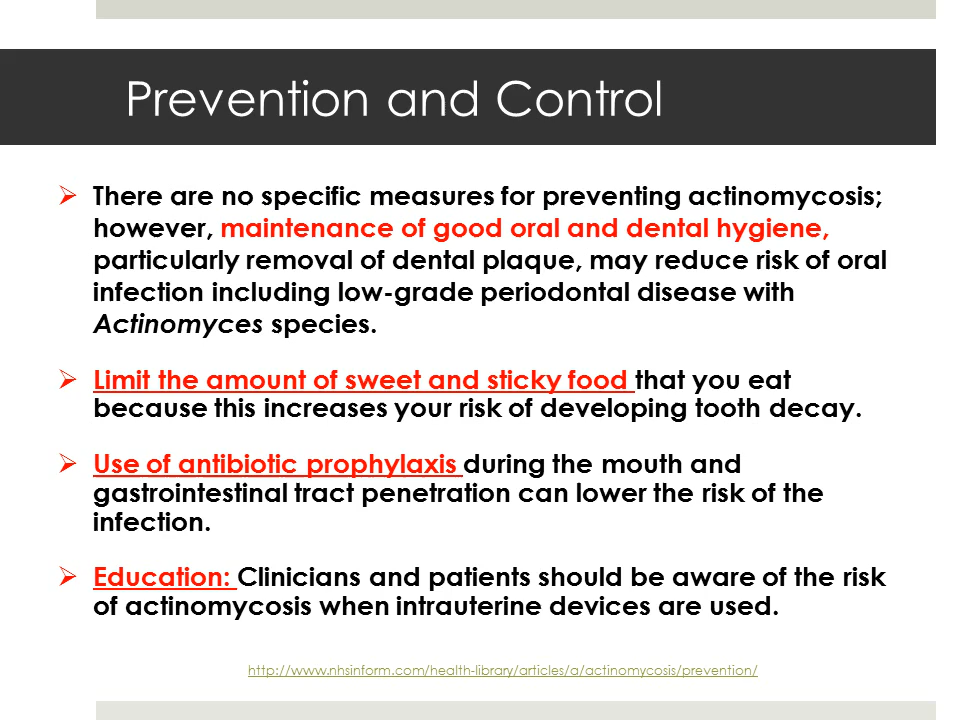 Prevention and Control
➢ There are no specific measures for preventing actinomycosis;
however, maintenance of good oral and dental hygiene,
particularly removal of dental plaque, may reduce risk of oral
infection including low-grade periodontal disease with
Actinomyces species.
➢ Limit the amount of sweet and sticky food that you eat
because this increases your risk of developing tooth decay.
➢ Use of antibiotic prophylaxis during the mouth and
gastrointestinal tract penetration can lower the risk of the
infection.
➢ Education: Clinicians and patients should be aware of the risk
of actinomycosis when intrauterine devices are used.
http://www.nhsinform.com/health-library/articles/a/actinomycosis/prevention/